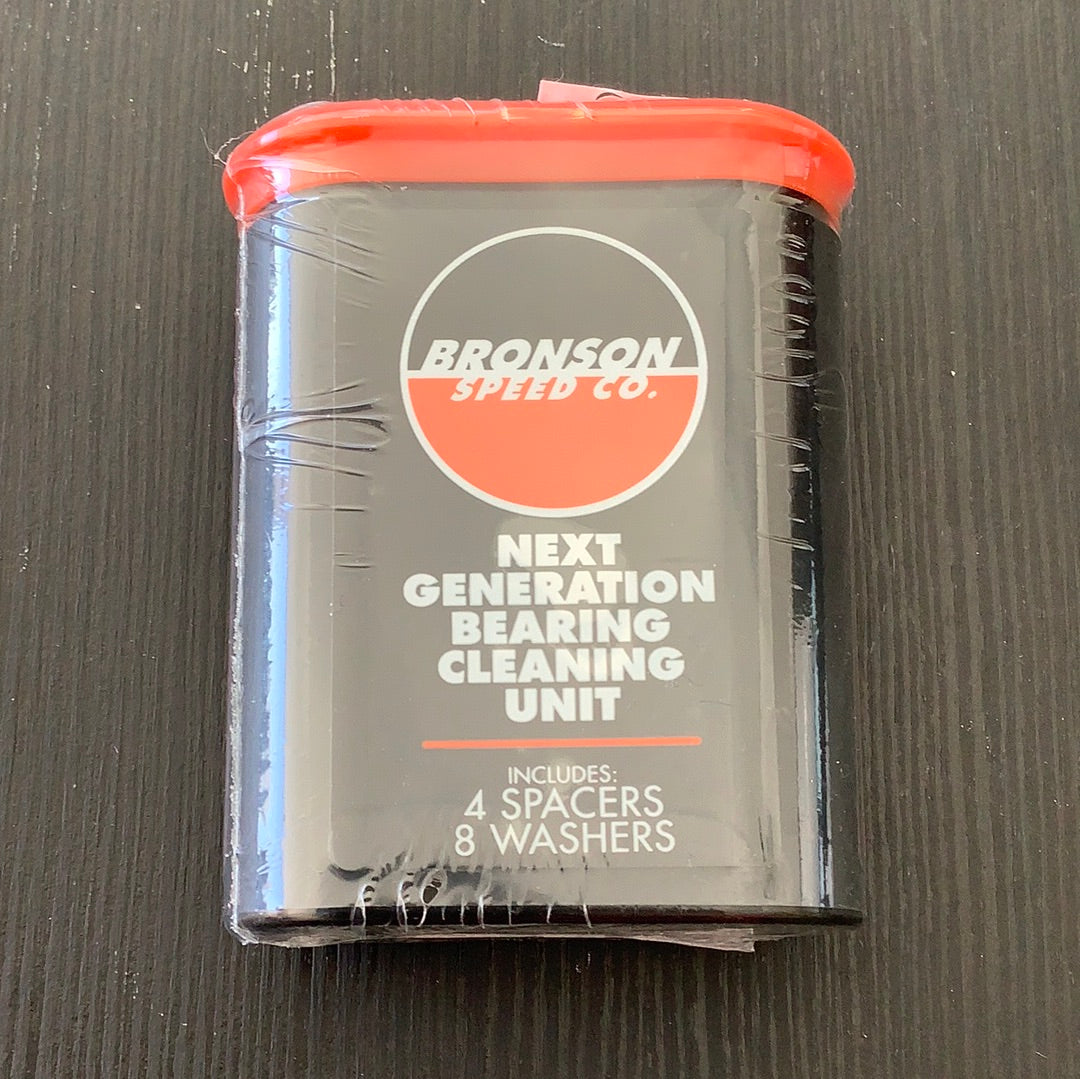 BRONSON
SPEED CO.
NEXT
GENERATION
BEARING
CLEANING
UNIT
INCLUDES:
4 SPACERS
8 WASHERS